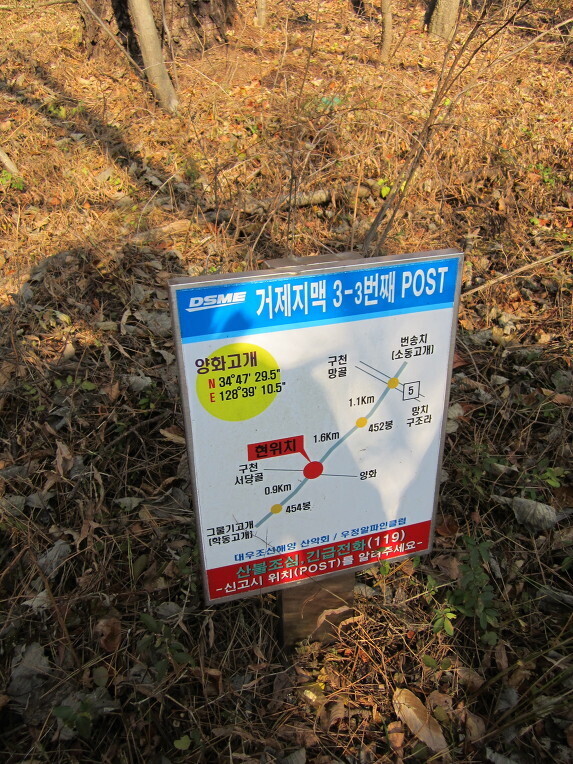 DSME 거제지맥 3-3번째 POST
양화고개
N 34°47' 29.5"
E 128°39' 10.5"
번송치
(소동고개)
구천
망골
5
1.1Km
망치
구조라
452봉
1.6Km
현위치
구천
서당골
양화
0.9Km
454봉
그물기고개
(학동고개)
대우조선해양 산악회 / 우정알파인클럽
산불조심, 긴급전화(119)
-신고시 위치(POST)를 알려주세요-